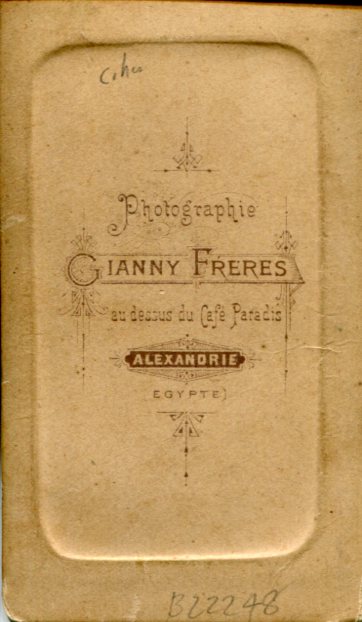 Photographie
GIANNY FRERES
au dessus du Café Paradis
ALEXANDRIE
EGYPTE)
B22248